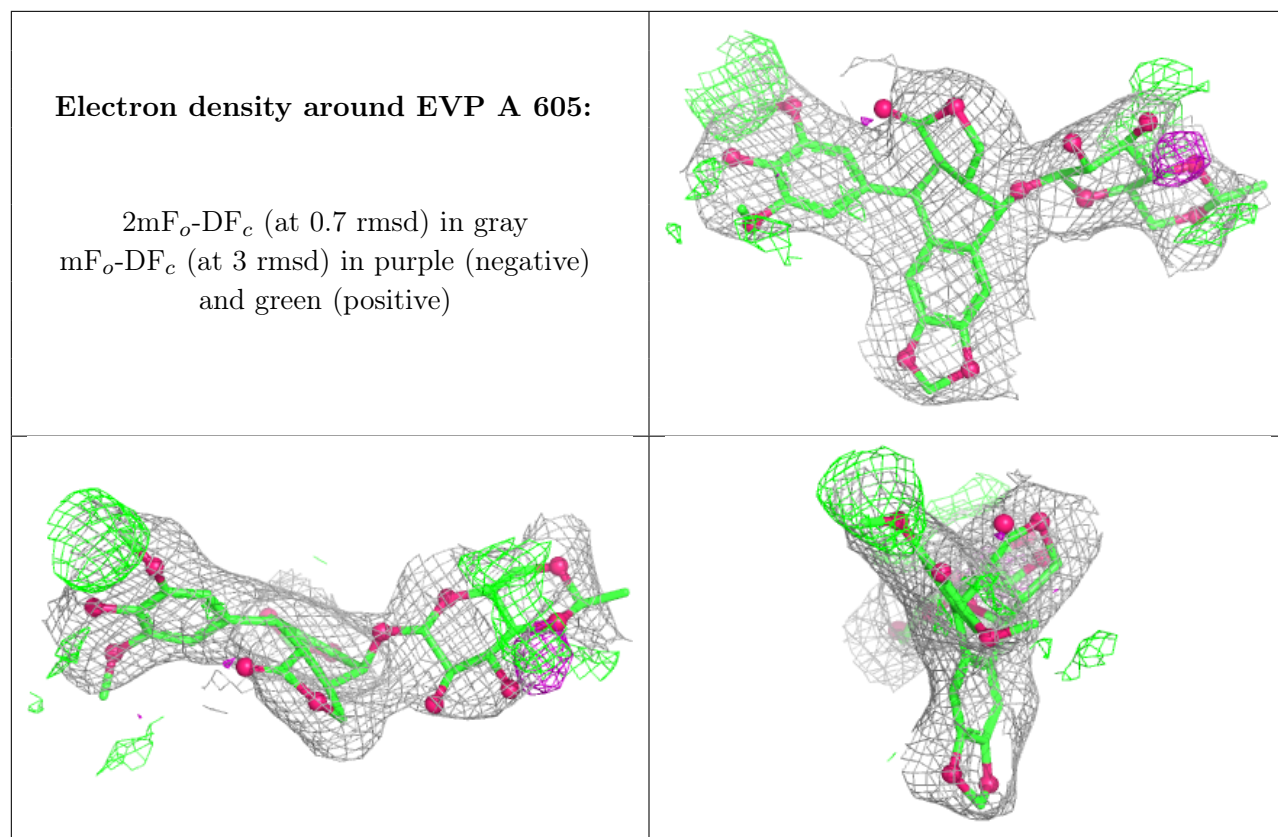 Electron density around EVP A 605:
2mFₒ-DF𝒸 (at 0.7 rmsd) in gray
mFₒ-DF𝒸 (at 3 rmsd) in purple (negative)
and green (positive)